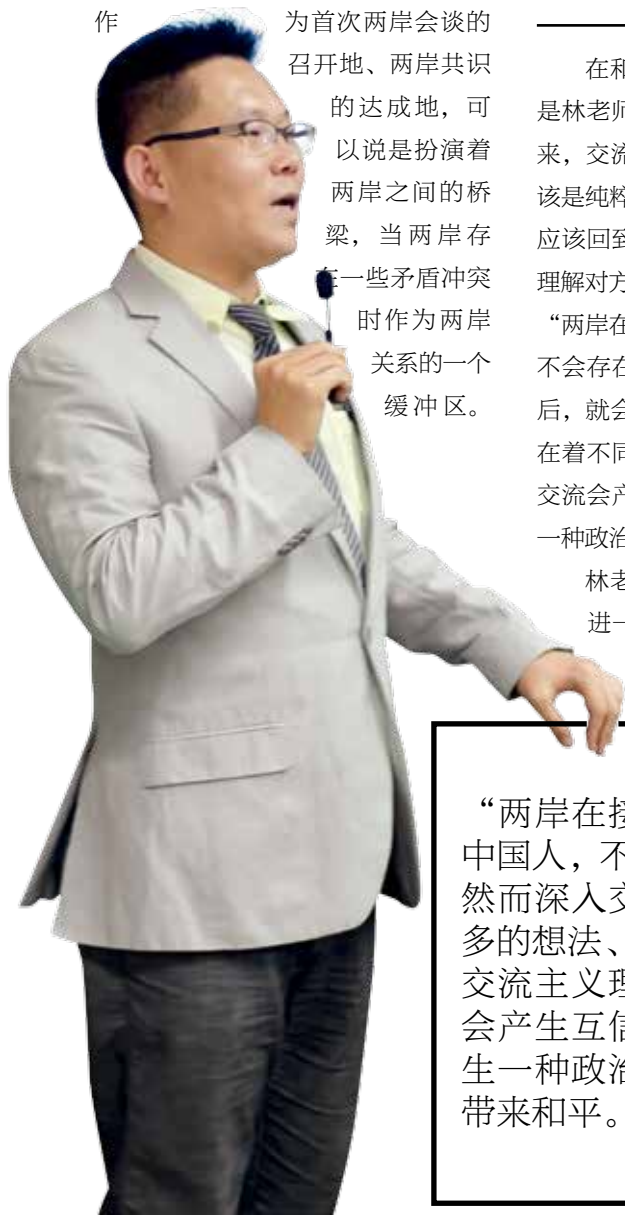 作为首次两岸会谈的
召开地、两岸共识
的达成地，可
以说是扮演着
两岸之间的桥
梁，当两岸存
在一些矛盾冲突
时作为两岸
关系的一个
缓冲区。
在和
是林老师
来，交流
该是纯粹
应该回到
理解对方
“两岸在
不会存在
后，就会
在着不同
交流会产
一种政治
林老
进一
“两岸在接
中国人，不
然而深入交
多的想法、
交流主义理
会产生互信
生一种政治
带来和平。